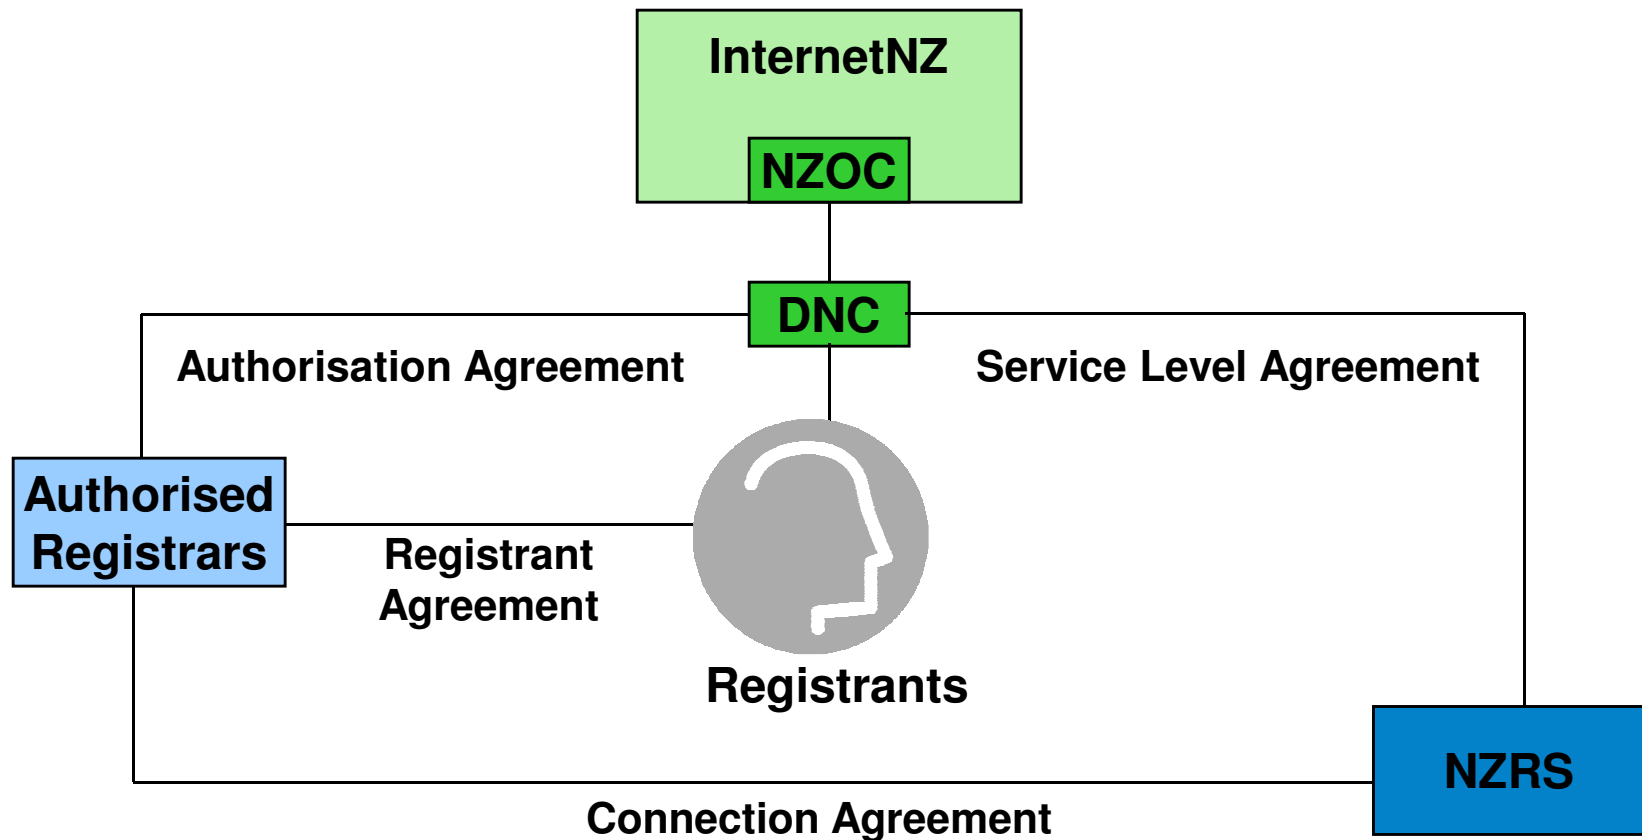 InternetNZ
NZOC
DNC
Authorisation Agreement
Service Level Agreement
Authorised
Registrars
Registrant
Agreement
Registrants
NZRS
Connection Agreement